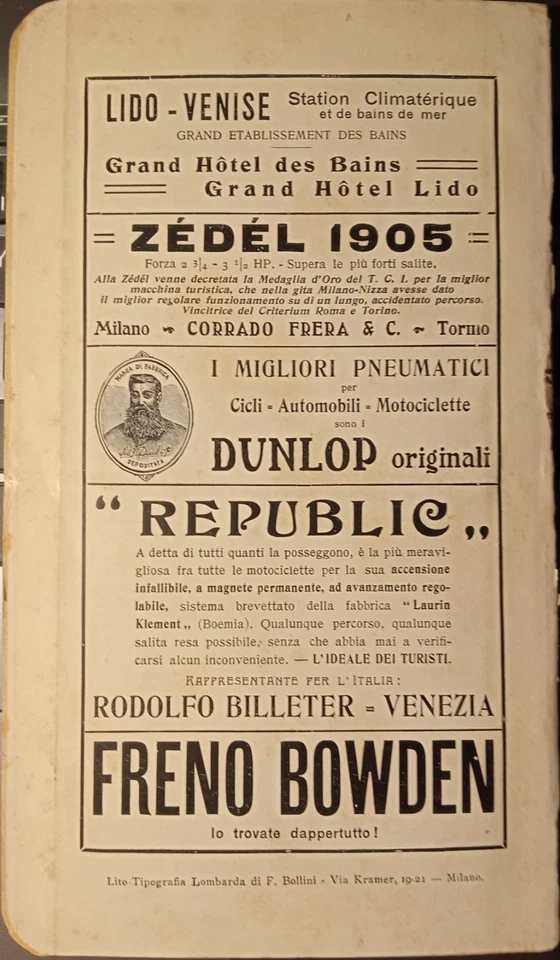 LIDO - VENISE Station Climatérique
et de bains de mer
GRAND ETABLISSEMENT DES BAINS
Grand Hôtel des Bains
Grand Hôtel Lido
= ZÉDÉL 1905 =
Forza 2 3/4 - 3 1/2 HP. - Supera le più forti salite.
Alla Zédél venne decretata la Medaglia d'Oro del T. C. I. per la miglior
macchina turistica, che nella gita Milano-Nizza avesse dato
il miglior regolare funzionamento su di un lungo, accidentato percorso.
Vincitrice del Criterium Roma e Torino.
Milano CORRADO FRERA & C. Torino
MARCA DI FABBRICA
DEPOSITATA
I MIGLIORI PNEUMATICI
per
Cicli = Automobili = Motociclette
sono i
DUNLOP originali
“ REPUBLIC „
A detta di tutti quanti la posseggono, è la più meravi-
gliosa fra tutte le motociclette per la sua accensione
infallibile, a magnete permanente, ad avanzamento rego-
labile, sistema brevettato della fabbrica “Laurin
Klement„ (Boemia). Qualunque percorso, qualunque
salita resa possibile, senza che abbia mai a verifi-
carsi alcun inconveniente. — L'IDEALE DEI TURISTI.
RAPPRESENTANTE PER L'ITALIA:
RODOLFO BILLETER = VENEZIA
FRENO BOWDEN
lo trovate dappertutto!
Lito-Tipografia Lombarda di F. Bollini - Via Kramer, 19-21 — Milano.